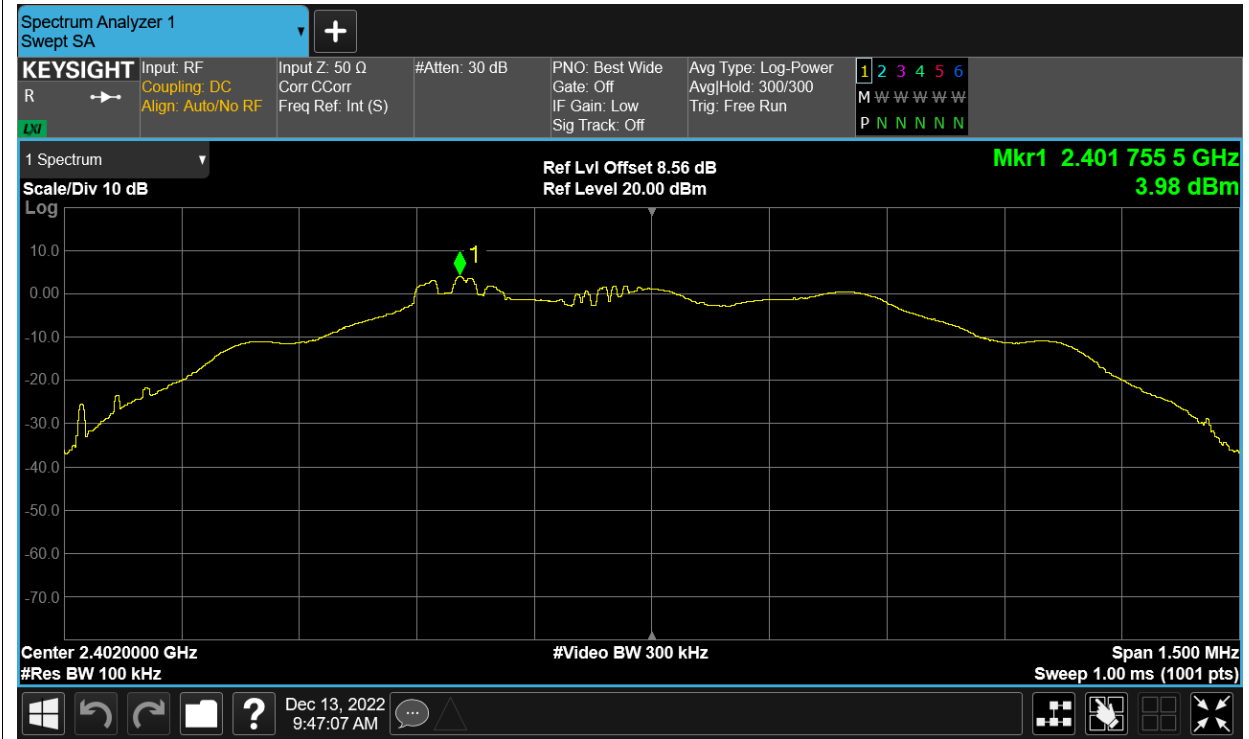 Spectrum Analyzer 1
Swept SA
KEYSIGHT
R
LXI
Input: RF
Coupling: DC
Align: Auto/No RF
Input Z: 50 Ω
Corr CCorr
Freq Ref: Int (S)
#Atten: 30 dB
PNO: Best Wide
Gate: Off
IF Gain: Low
Sig Track: Off
Avg Type: Log-Power
Avg|Hold: 300/300
Trig: Free Run
1 2 3 4 5 6
M W W W W W
P N N N N N
1 Spectrum
Scale/Div 10 dB
Log
Ref Lvl Offset 8.56 dB
Ref Level 20.00 dBm
Mkr1 2.401 755 5 GHz
3.98 dBm
1
10.0
0.00
-10.0
-20.0
-30.0
-40.0
-50.0
-60.0
-70.0
Center 2.4020000 GHz
#Res BW 100 kHz
#Video BW 300 kHz
Span 1.500 MHz
Sweep 1.00 ms (1001 pts)
?
Dec 13, 2022
9:47:07 AM